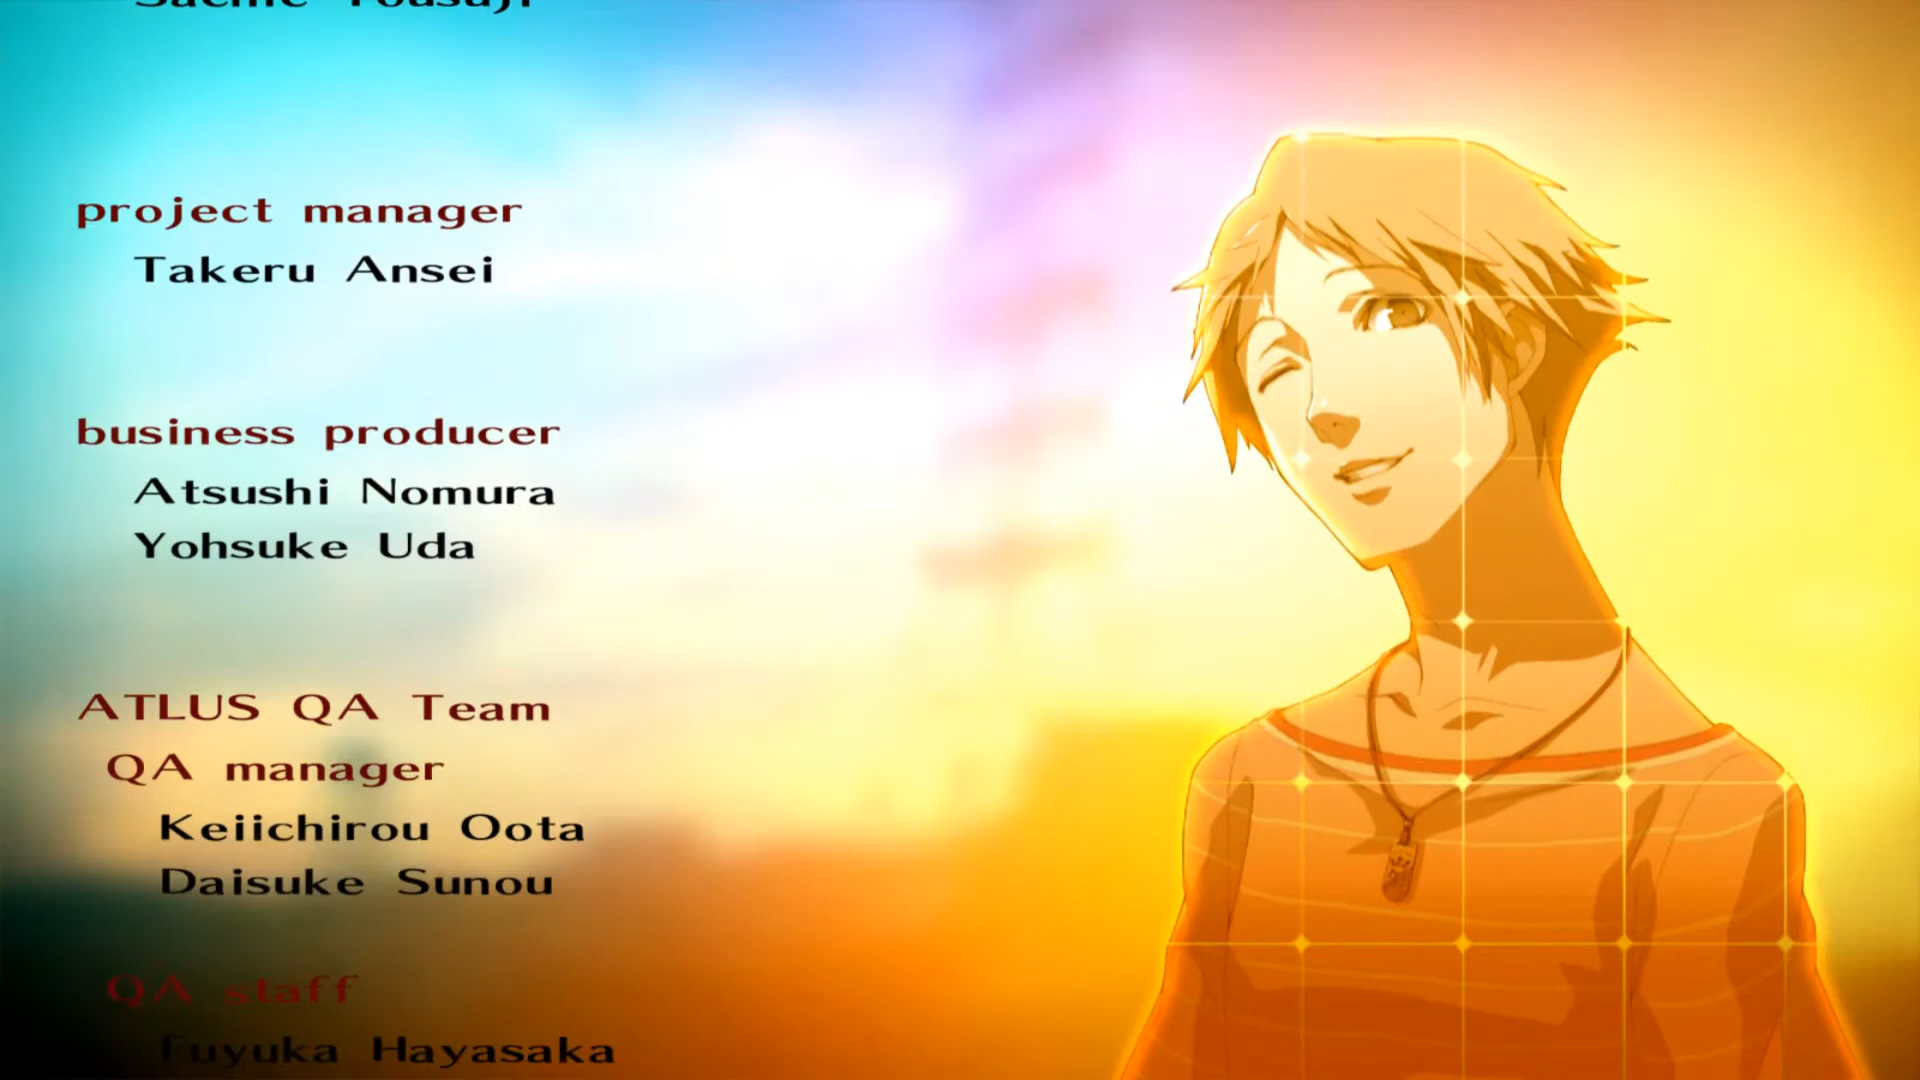 project manager
Takeru Ansei
business producer
Atsushi Nomura
Yohsuke Uda
ATLUS QA Team
QA manager
Keiichirou Oota
Daisuke Sunou
QA staff
Fuyuka Hayasaka